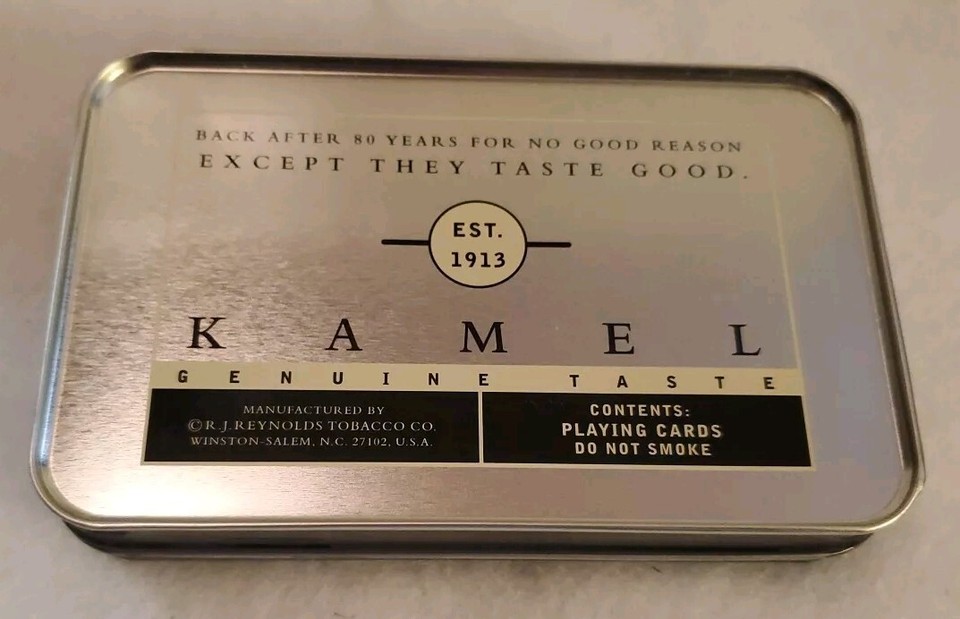 BACK AFTER 80 YEARS FOR NO GOOD REASON
EXCEPT THEY TASTE GOOD.
EST.
1913
KAMEL
GENUINE TASTE
MANUFACTURED BY
©R.J.REYNOLDS TOBACCO CO.
WINSTON-SALEM, N.C. 27102, U.S.A.
CONTENTS:
PLAYING CARDS
DO NOT SMOKE